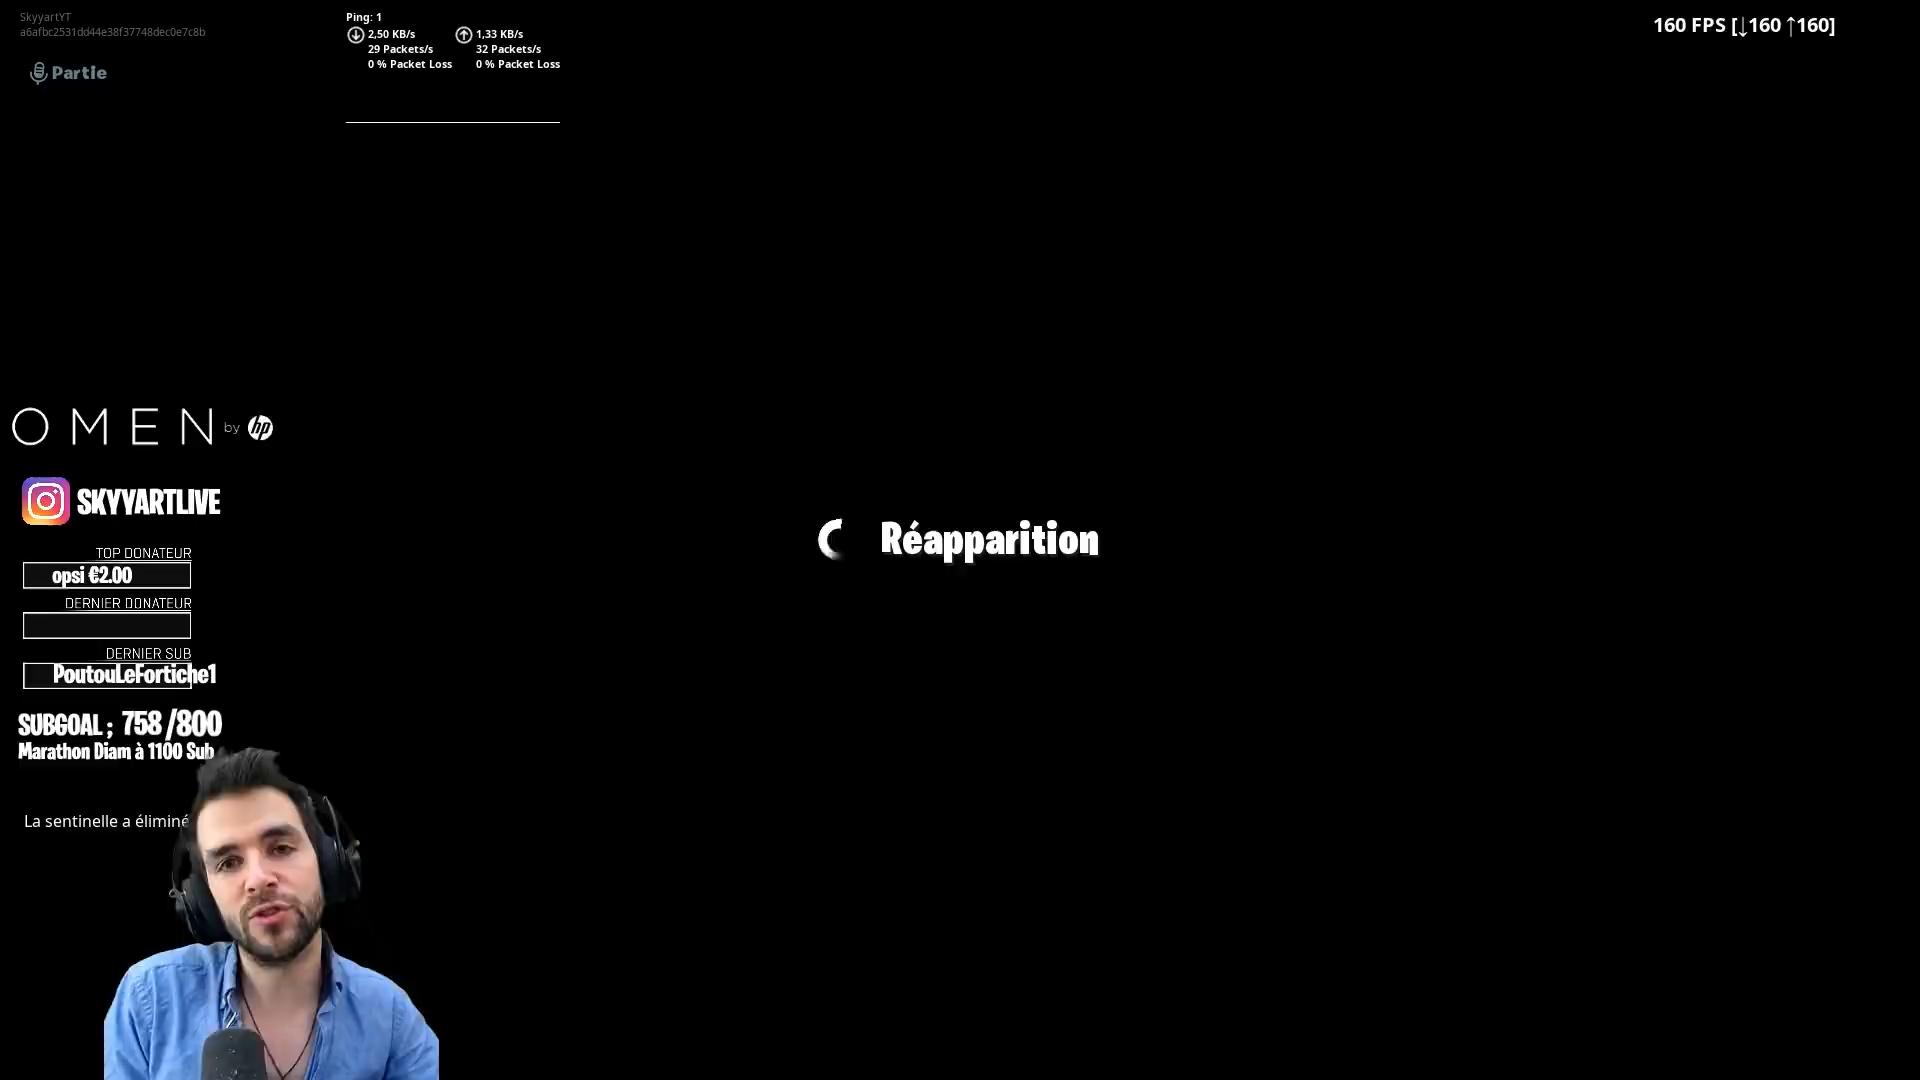 SkyyartYT
a6afbc2531dd44e38f37748dec0e7c8b
Partie
Ping: 1
2,50 KB/s
29 Packets/s
0 % Packet Loss
1,33 KB/s
32 Packets/s
0 % Packet Loss
160 FPS [↓160 ↑160]
OMEN by hp
SKYYARTLIVE
TOP DONATEUR
opsi €2.00
DERNIER DONATEUR
DERNIER SUB
PoutouLeFortiche1
SUBGOAL ; 758 /800
Marathon Diam à 1100 Sub
La sentinelle a éliminé
Réapparition